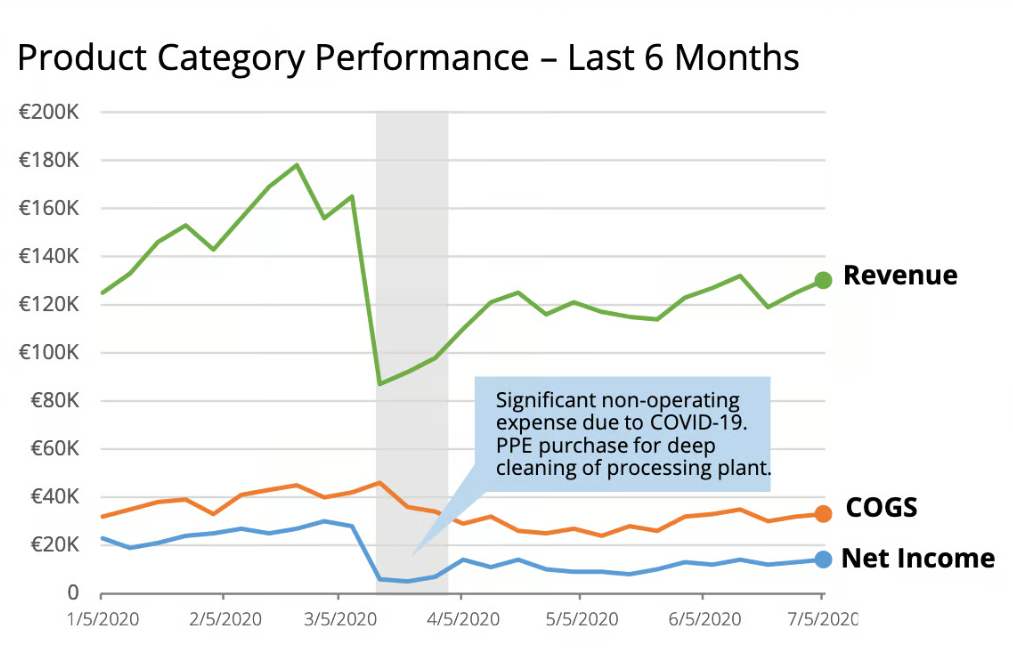 Product Category Performance – Last 6 Months
€200K
€180K
€160K
€140K
€120K
€100K
€80K
€60K
€40K
€20K
0
Revenue
Significant non-operating
expense due to COVID-19.
PPE purchase for deep
cleaning of processing plant.
COGS
Net Income
1/5/2020 2/5/2020 3/5/2020 4/5/2020 5/5/2020 6/5/2020 7/5/2020